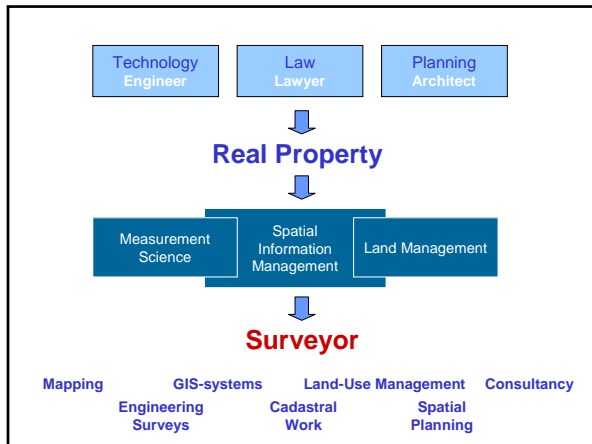 Technology
Engineer
Law
Lawyer
Planning
Architect
Real Property
Measurement
Science
Spatial
Information
Management
Land Management
Surveyor
Mapping GIS-systems Land-Use Management Consultancy
Engineering Cadastral Spatial
Surveys Work Planning